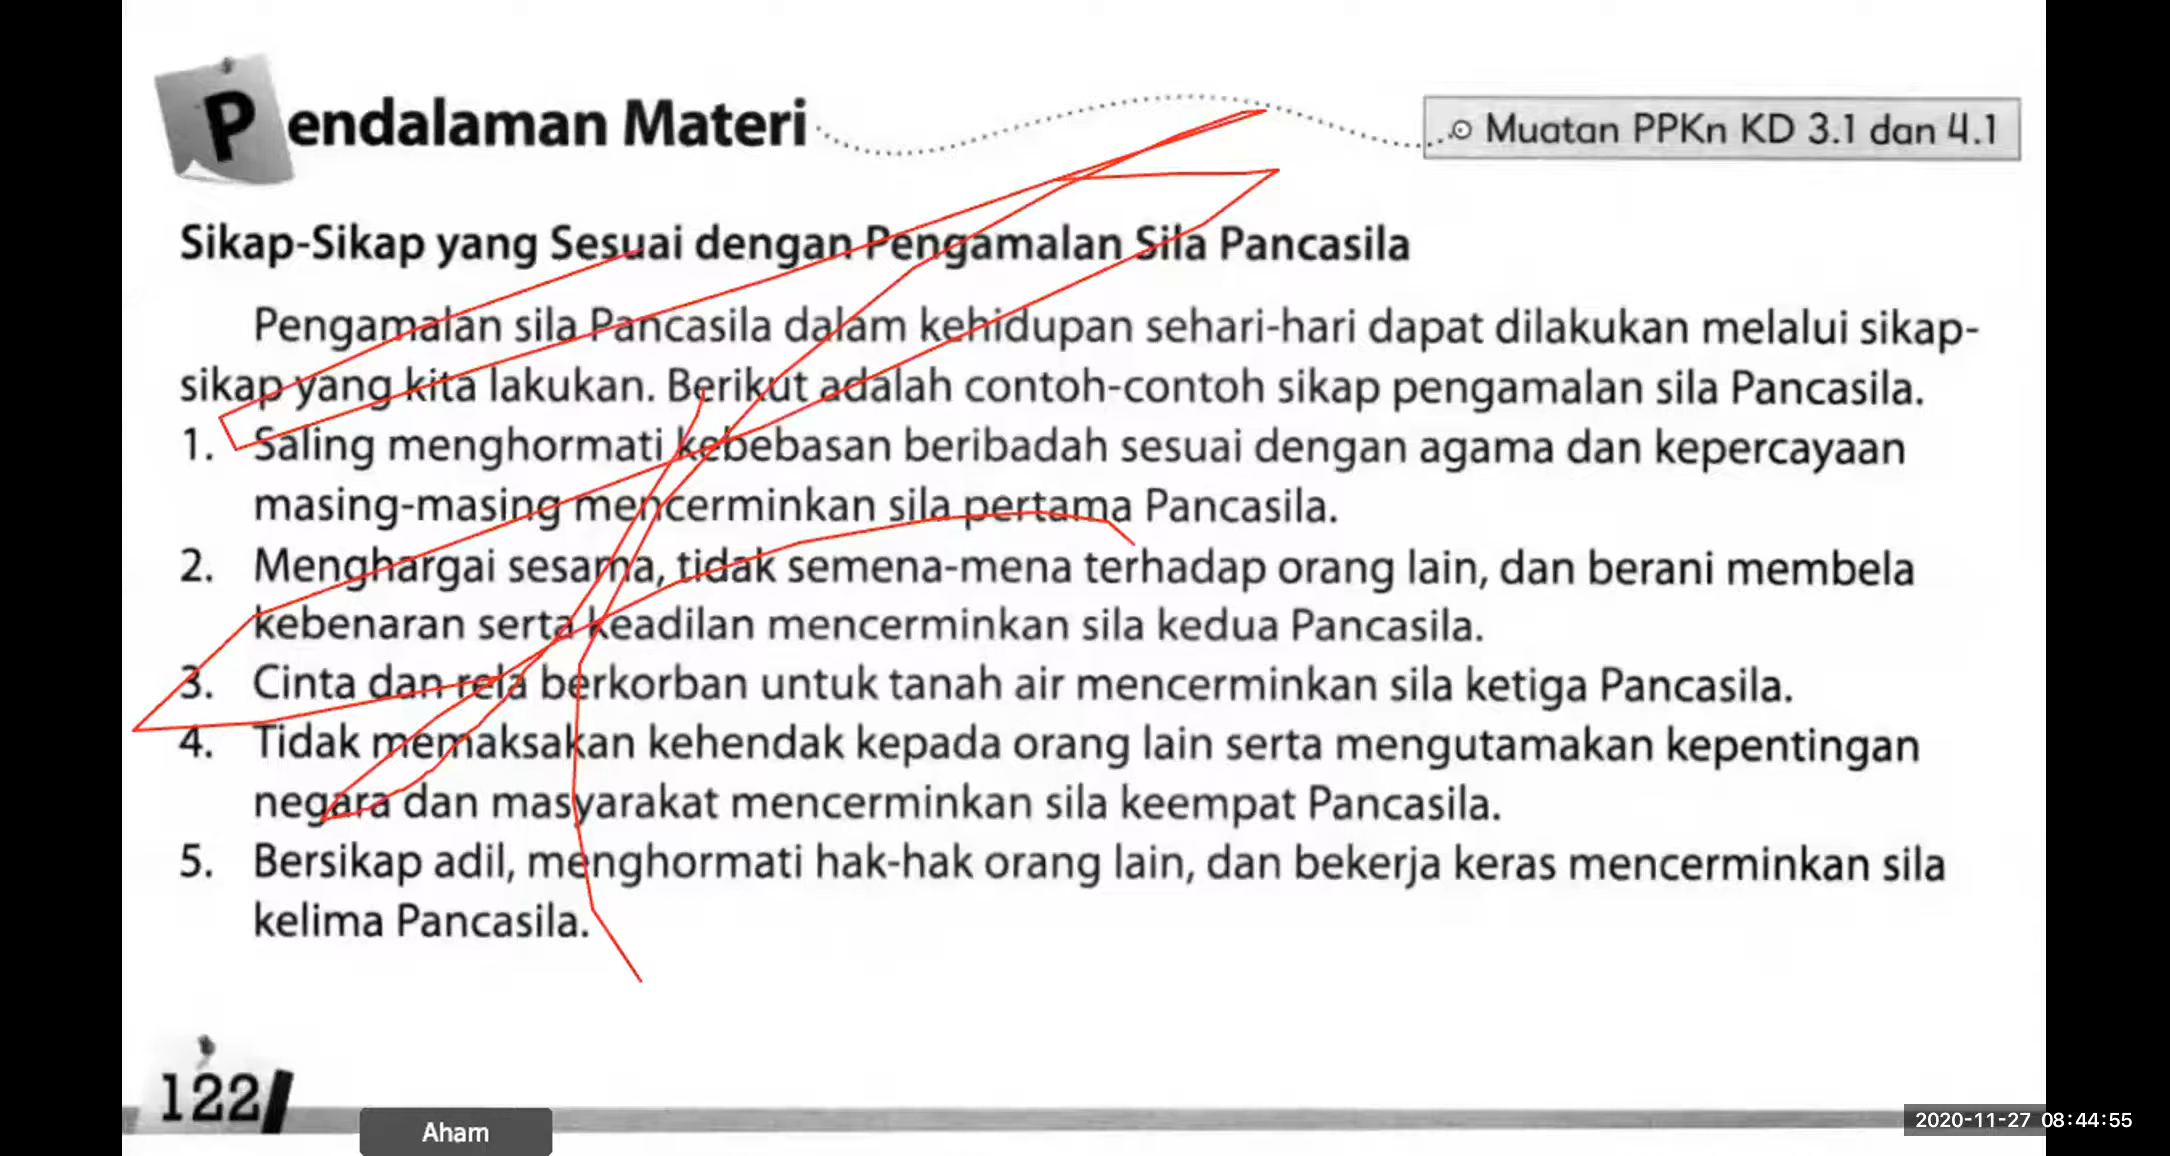 Pendalaman Materi
Muatan PPKn KD 3.1 dan 4.1
Sikap-Sikap yang Sesuai dengan Pengamalan Sila Pancasila
Pengamalan sila Pancasila dalam kehidupan sehari-hari dapat dilakukan melalui sikap-
sikap yang kita lakukan. Berikut adalah contoh-contoh sikap pengamalan sila Pancasila.
1. Saling menghormati kebebasan beribadah sesuai dengan agama dan kepercayaan
masing-masing mencerminkan sila pertama Pancasila.
2. Menghargai sesama, tidak semena-mena terhadap orang lain, dan berani membela
kebenaran serta keadilan mencerminkan sila kedua Pancasila.
3. Cinta dan rela berkorban untuk tanah air mencerminkan sila ketiga Pancasila.
4. Tidak memaksakan kehendak kepada orang lain serta mengutamakan kepentingan
negara dan masyarakat mencerminkan sila keempat Pancasila.
5. Bersikap adil, menghormati hak-hak orang lain, dan bekerja keras mencerminkan sila
kelima Pancasila.
122
Aham
2020-11-27 08:44:55